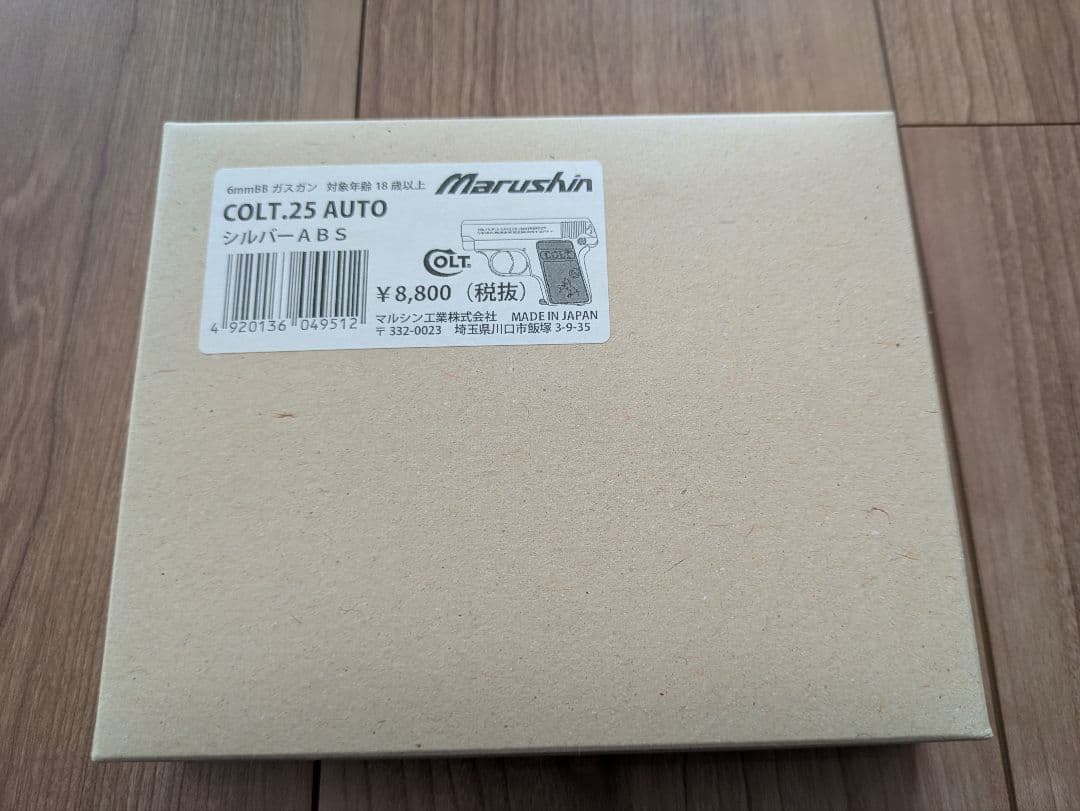 6mmBB ガスガン 対象年齢 18 歳以上
Marushin
COLT.25 AUTO
シルバーＡＢＳ
COLT
￥8,800（税抜）
4 920136 049512
マルシン工業株式会社 MADE IN JAPAN
〒332-0023 埼玉県川口市飯塚 3-9-35